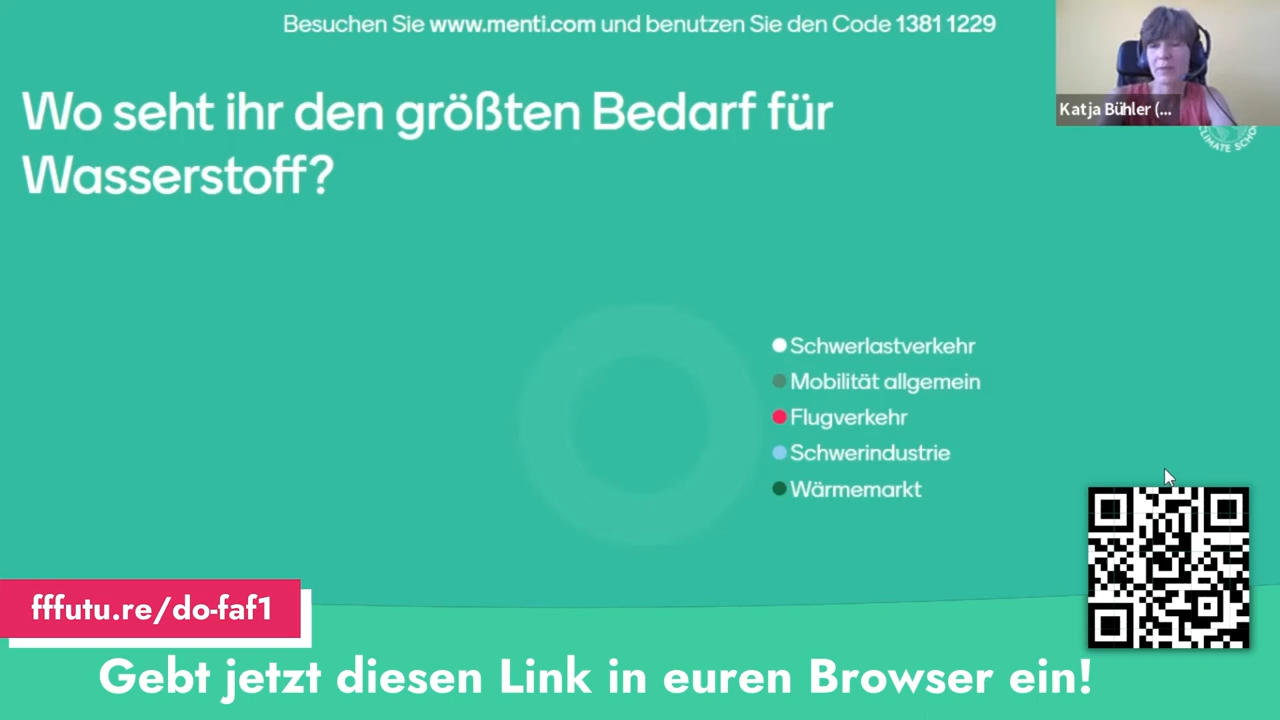 Besuchen Sie www.menti.com und benutzen Sie den Code 1381 1229
Wo seht ihr den größten Bedarf für
Wasserstoff?
Katja Bühler (...
CLIMATE SCHO
Schwerlastverkehr
Mobilität allgemein
Flugverkehr
Schwerindustrie
Wärmemarkt
fffutu.re/do-faf1
Gebt jetzt diesen Link in euren Browser ein!